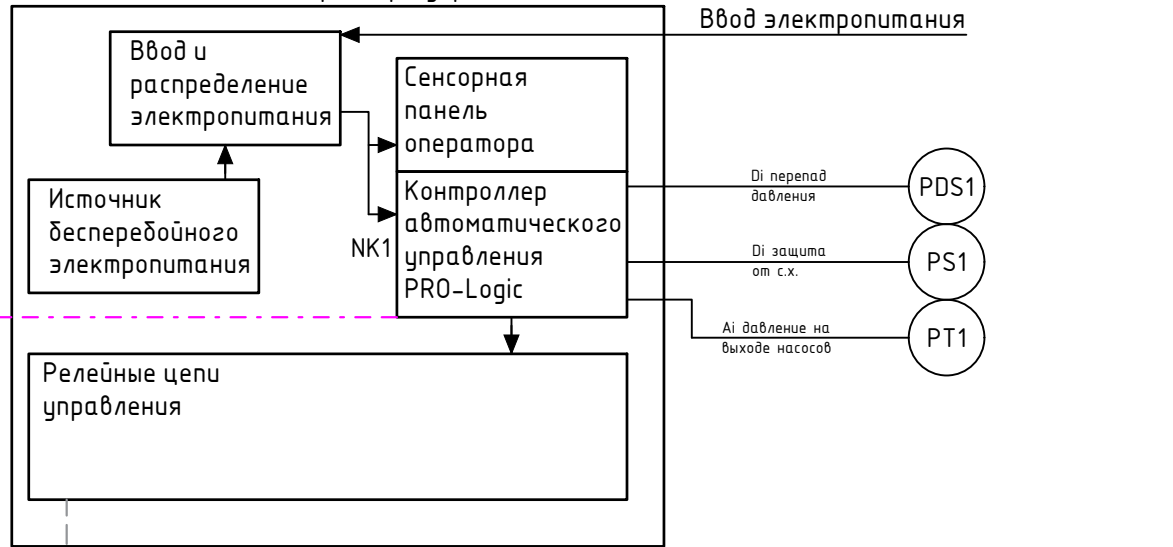 Ввод электропитания
Ввод и
распределение
электропитания
Сенсорная
панель
оператора
Источник
бесперебойного
электропитания
NK1
Контроллер
автоматического
управления
PRO-Logic
Di перепад
давления
PDS1
Di защита
от с.х.
PS1
Ai давление на
выходе насосов
PT1
Релейные цепи
управления